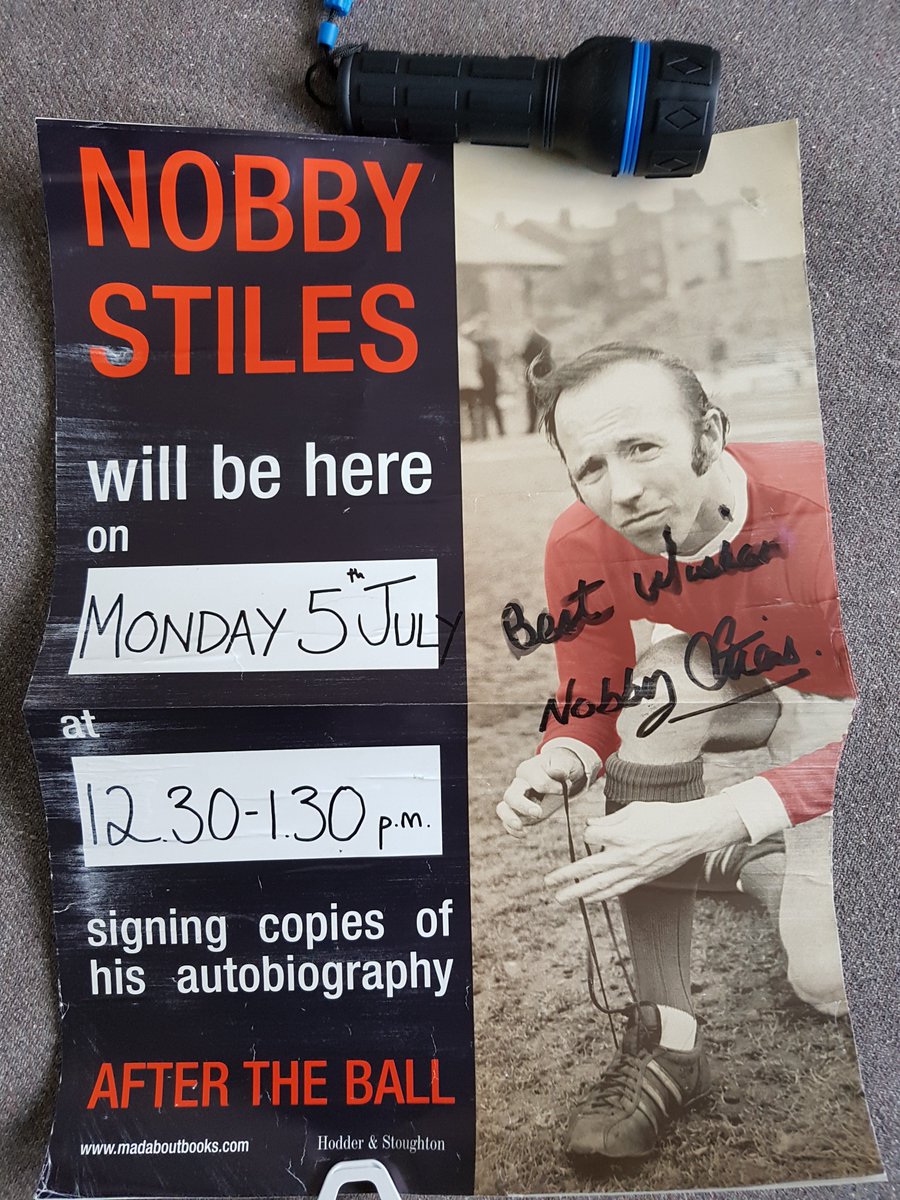 NOBBY
STILES
will be here
on
MONDAY 5th JULY
at
12.30-1.30 p.m.
signing copies of
his autobiography
AFTER THE BALL
www.madaboutbooks.com
Hodder & Stoughton
Best Wishes
Nobby Stiles.